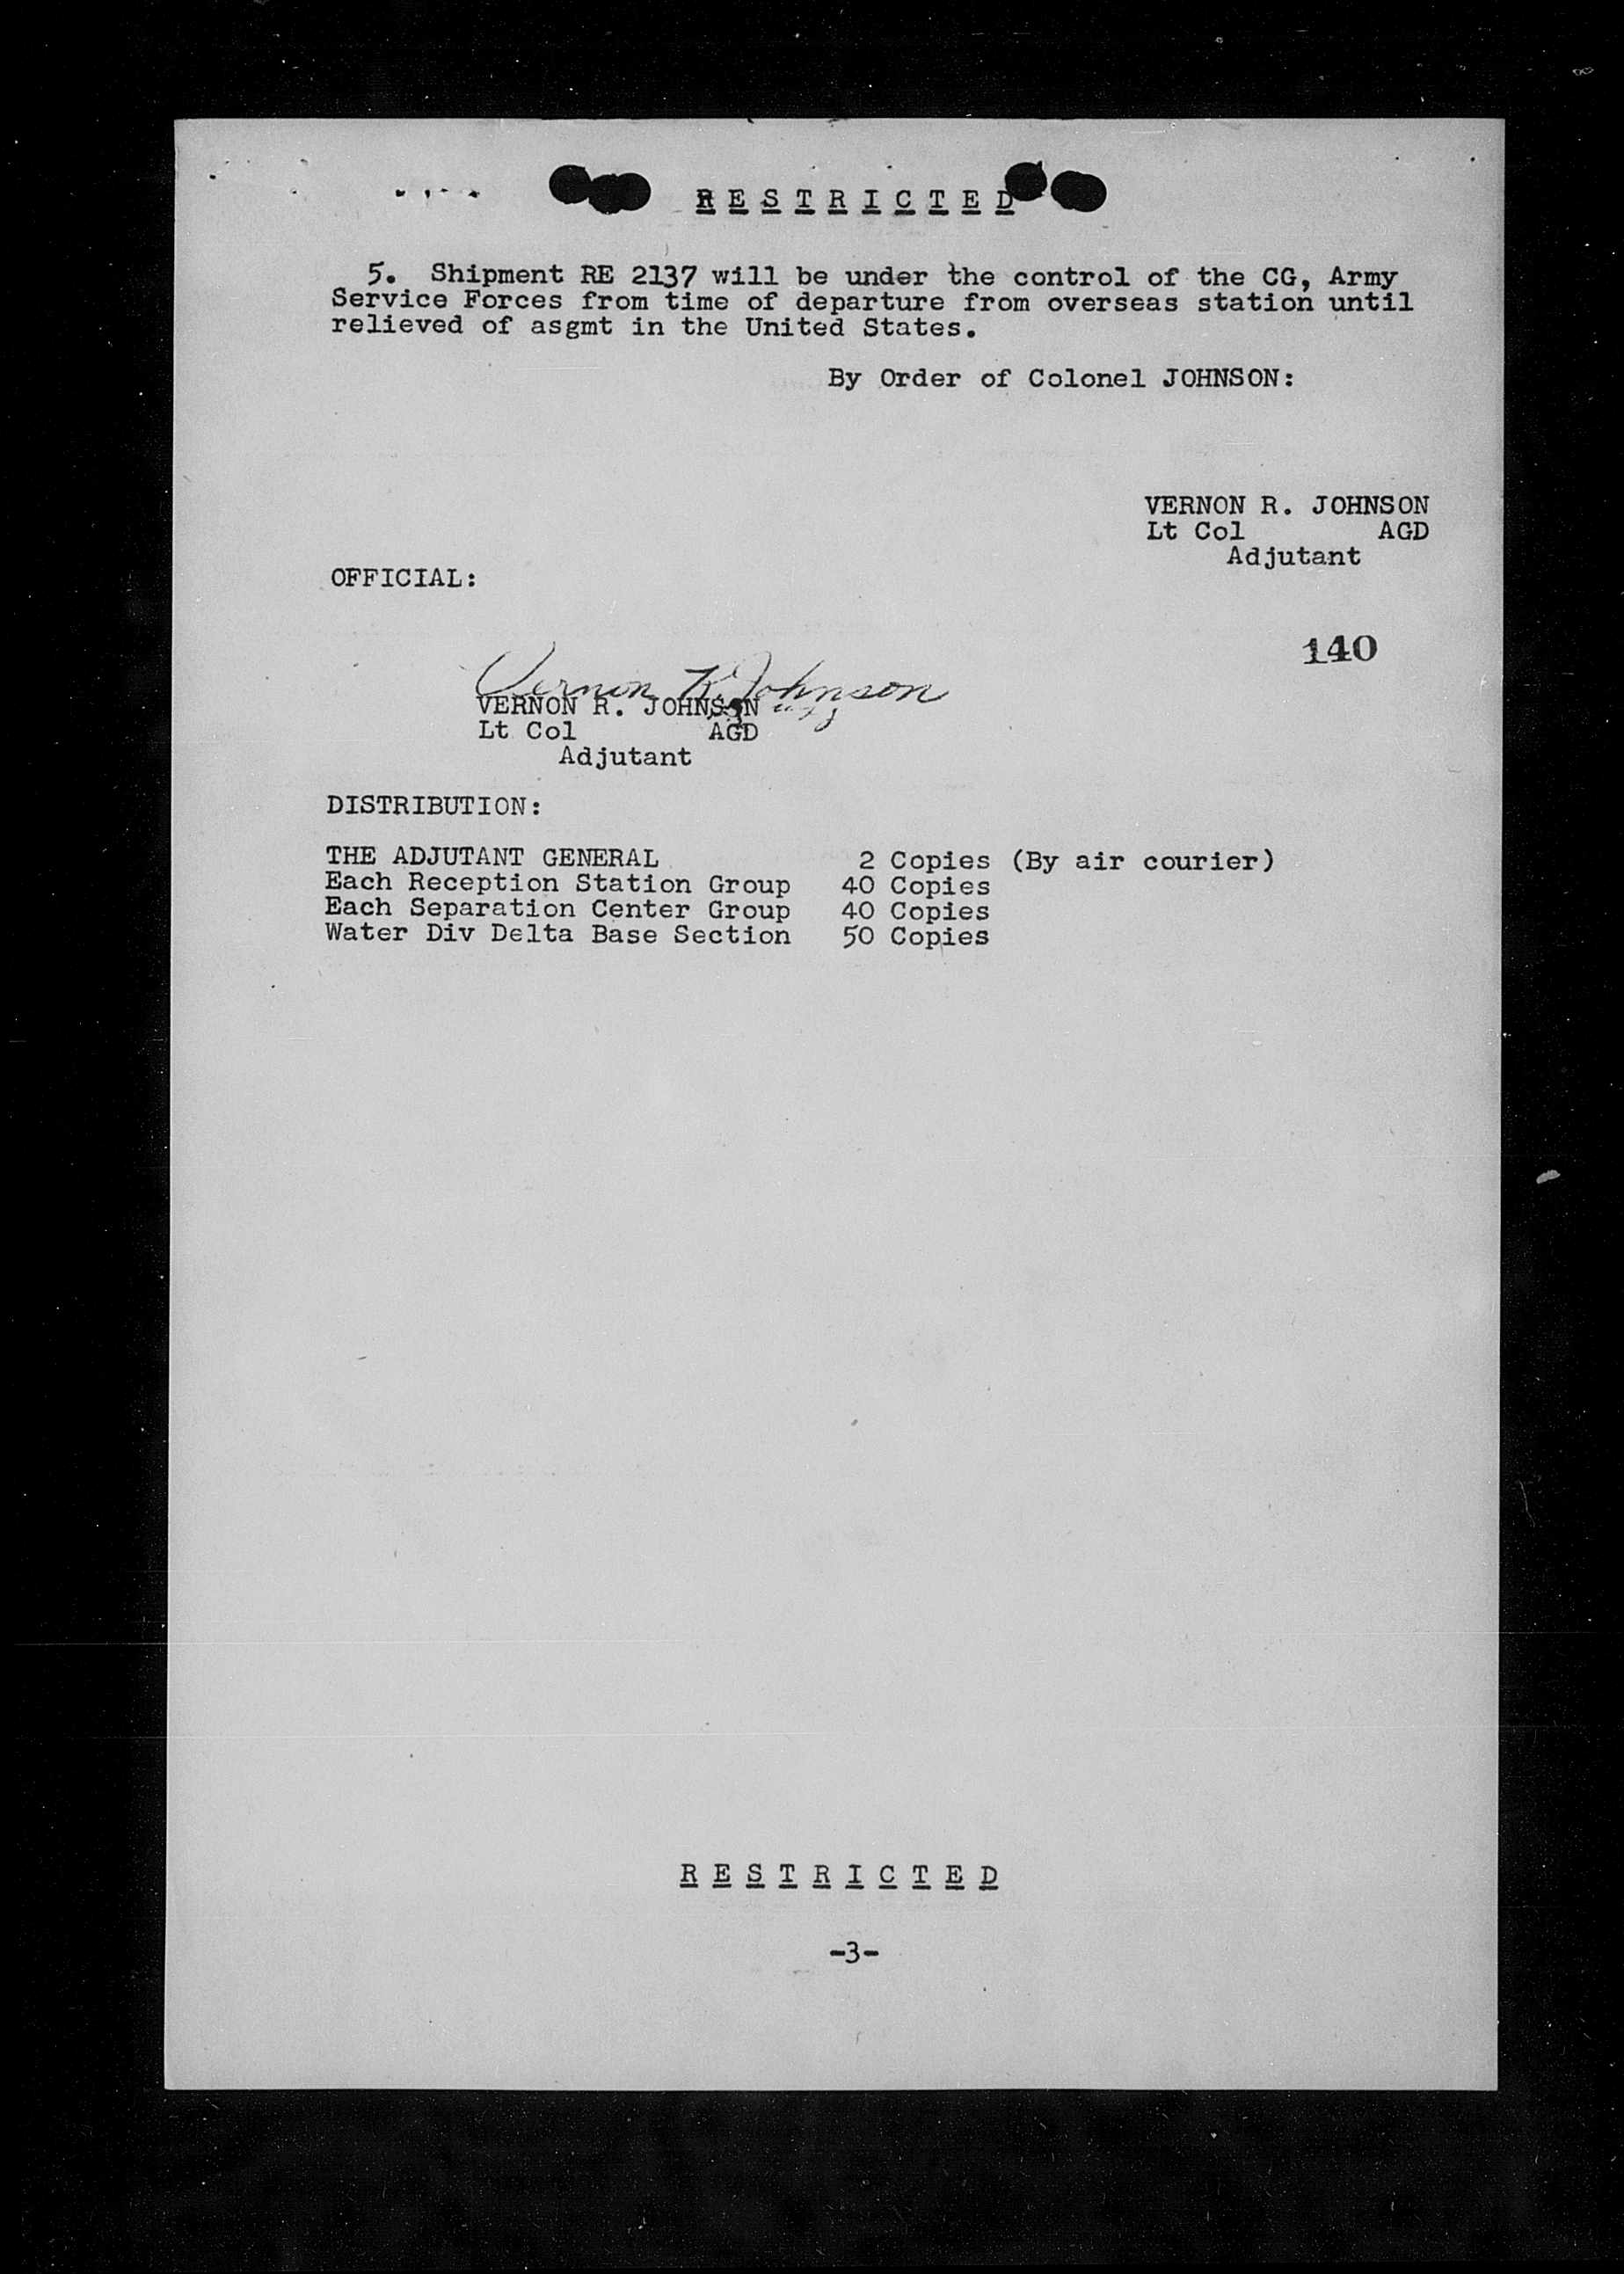 RESTRICTED
5. Shipment RE 2137 will be under the control of the CG, Army
Service Forces from time of departure from overseas station until
relieved of asgmt in the United States.
By Order of Colonel JOHNSON:
VERNON R. JOHNSON
Lt Col AGD
Adjutant
OFFICIAL:
140
Vernon R. Johnson
VERNON R. JOHNSON
Lt Col AGD
Adjutant
DISTRIBUTION:
THE ADJUTANT GENERAL 2 Copies (By air courier)
Each Reception Station Group 40 Copies
Each Separation Center Group 40 Copies
Water Div Delta Base Section 50 Copies
RESTRICTED
-3-